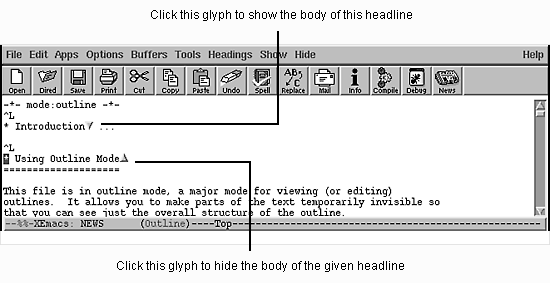 Click this glyph to show the body of this headline
File Edit Apps Options Buffers Tools Headings Show Hide Help
Open Dired Save Print Cut Copy Paste Undo Spell Replace Mail Info Compile Debug News
-*- mode:outline -*-
^L
* Introduction ...
^L
* Using Outline Mode
====================
This file is in outline mode, a major mode for viewing (or editing)
outlines.  It allows you to make parts of the text temporarily invisible so
that you can see just the overall structure of the outline.
--%%-XEmacs: NEWS (Outline)----Top----
Click this glyph to hide the body of the given headline